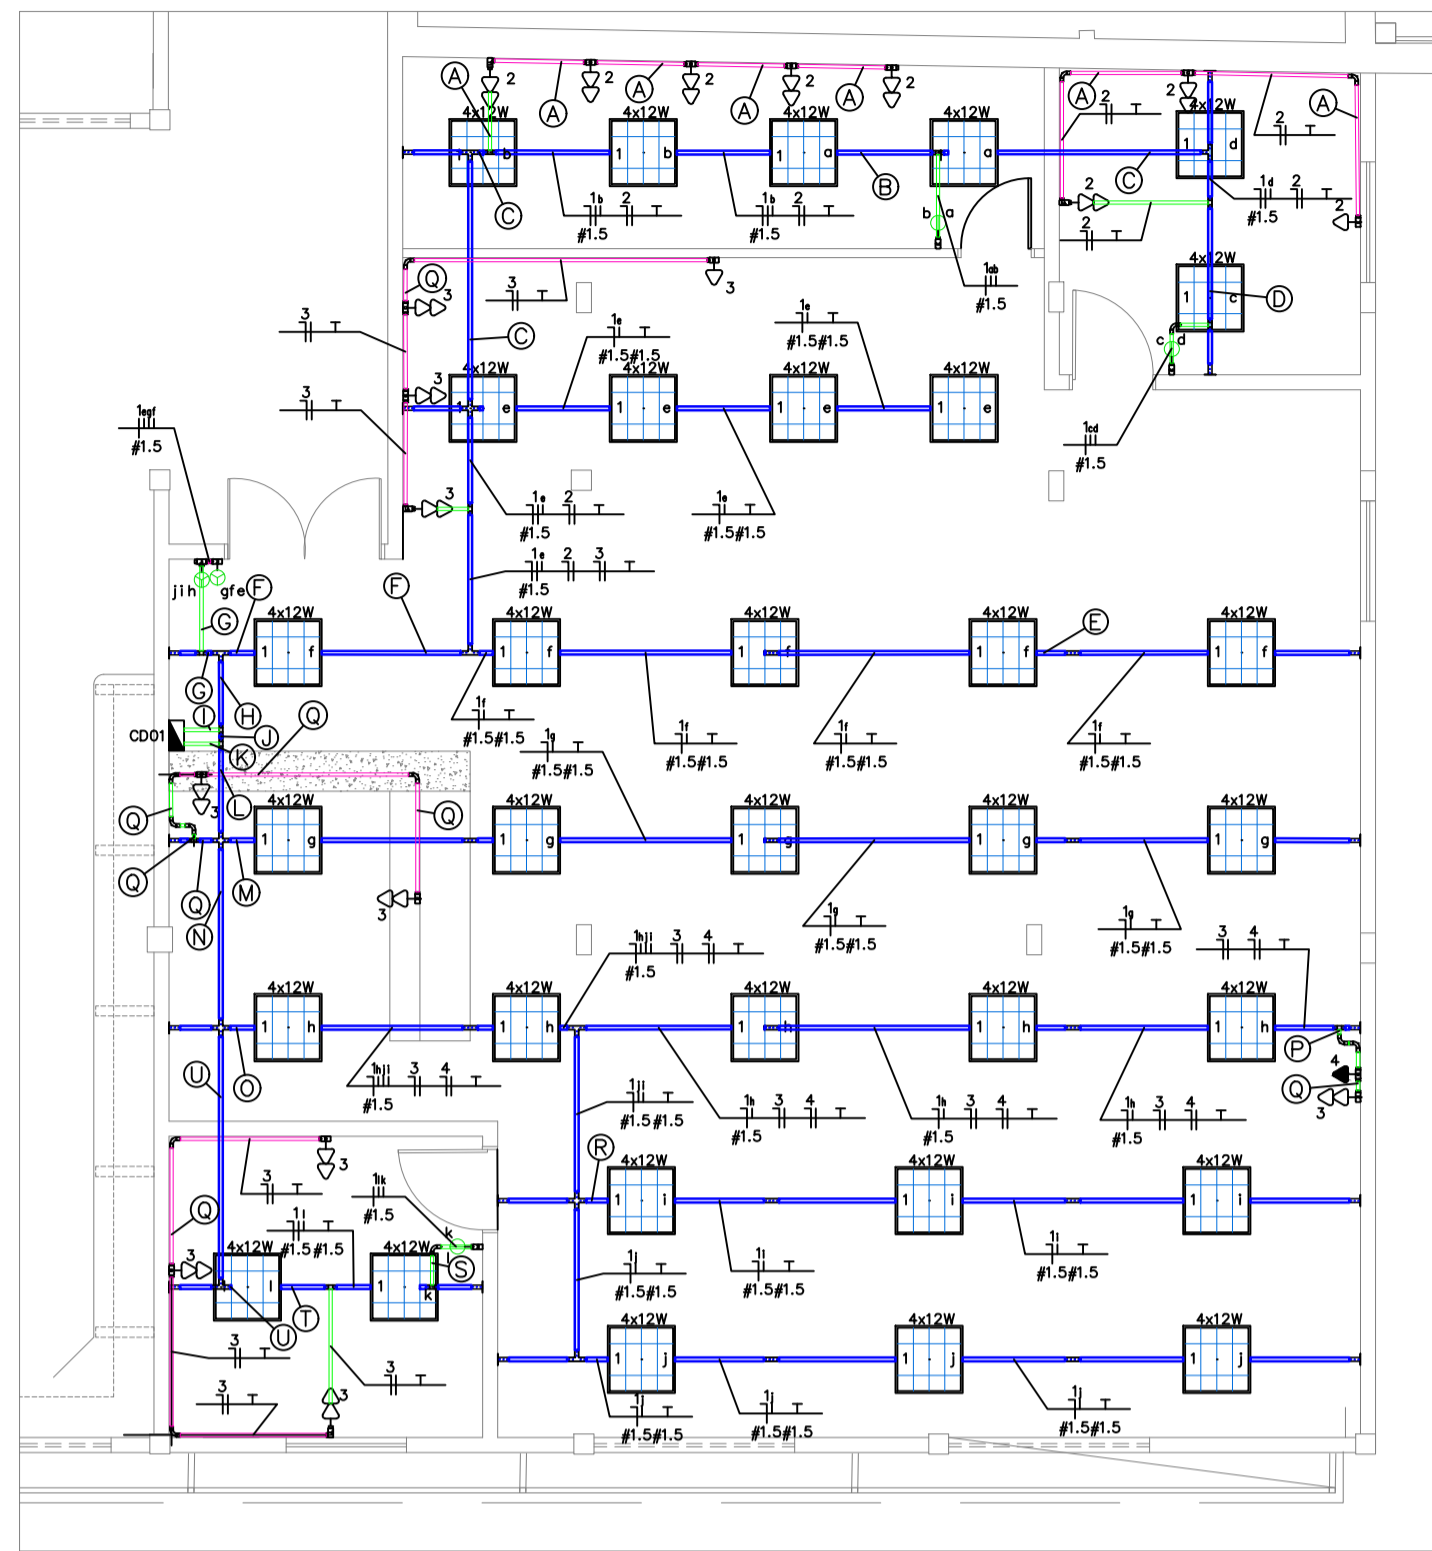 A 2 A 2 A 2 A 2 A 2
4x12W 4x12W 4x12W 4x12W
1 b 1 b 1 a 1 a
C B
1b 2 T
#1.5
1b 2 T
#1.5
b a
1ab
#1.5
A 2 2 T A
2 T
4x12W
1 d
C
1d 2 T
#1.5
2
2 T
4x12W
1 c
D
c d
1cd
#1.5
Q 3
3 T
3
3 T
C
1e T
#1.5#1.5
1e T
#1.5#1.5
4x12W 4x12W 4x12W 4x12W
1 e 1 e 1 e 1 e
3
3 T
3
1egf
#1.5
1e 2 T
#1.5
1e T
#1.5#1.5
1e 2 3 T
#1.5
jih gfe
F F
G
4x12W 4x12W 4x12W 4x12W 4x12W
E
1 f 1 f 1 f 1 f 1 f
G
H
1f T
#1.5#1.5
1f T
#1.5#1.5
1f T
#1.5#1.5
1f T
#1.5#1.5
CD01
I J K Q
1g T
#1.5#1.5
L
3
Q Q
4x12W 4x12W 4x12W 4x12W 4x12W
1 g 1 g 1 g 1 g 1 g
Q Q M
N
3
1g T
#1.5#1.5
1g T
#1.5#1.5
1hji 3 4 T
#1.5
3 4 T
4x12W 4x12W 4x12W 4x12W 4x12W
1 h 1 h 1 h 1 h 1 h
P
U O
1hji 3 4 T
#1.5
4
Q
3
1ji T
#1.5#1.5
1h 3 4 T
#1.5
1h 3 4 T
#1.5
1h 3 4 T
#1.5
3
3 T
1lk
#1.5
R
4x12W 4x12W 4x12W
1 i 1 i 1 i
Q
1l T
#1.5#1.5
k l
3
4x12W 4x12W
1 l 1 k
S
T
U
1j T
#1.5#1.5
1i T
#1.5#1.5
1i T
#1.5#1.5
3 T
3 T
3
3 T
4x12W 4x12W 4x12W
1 j 1 j 1 j
1j T
#1.5#1.5
1j T
#1.5#1.5
1j T
#1.5#1.5